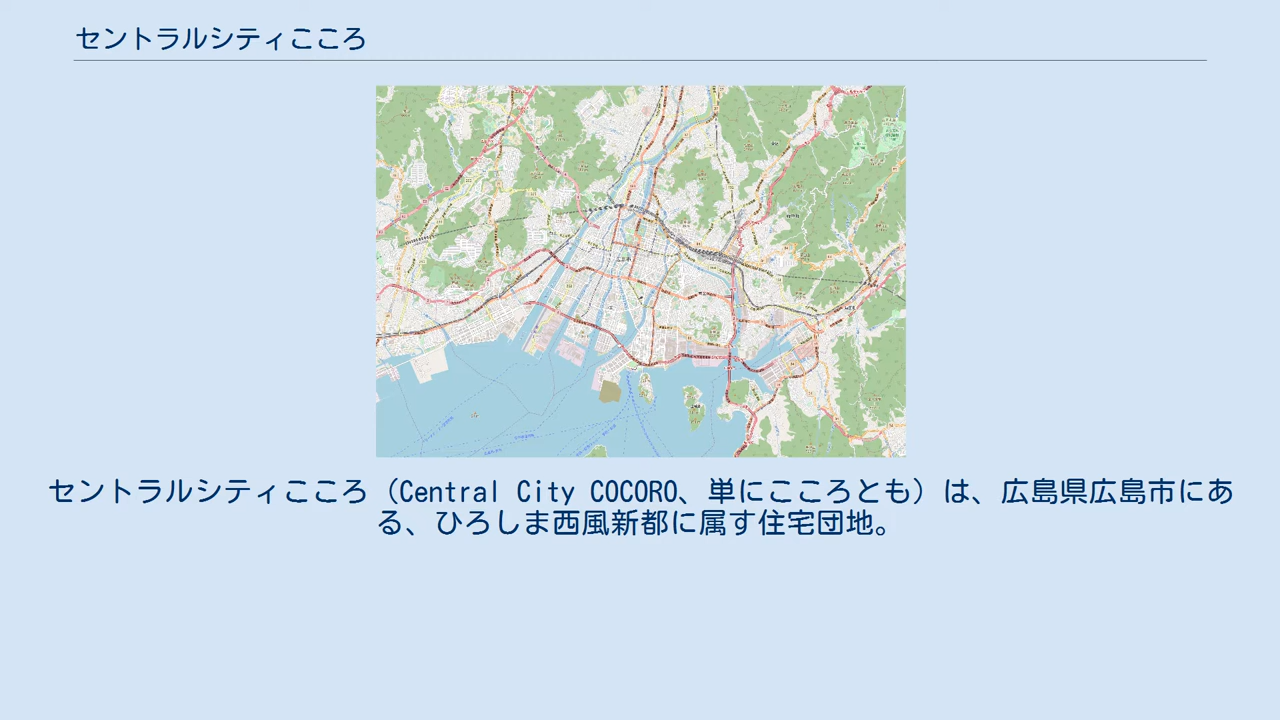 セントラルシティこころ
セントラルシティこころ（Central City COCORO、単にこころとも）は、広島県広島市にあ
る、ひろしま西風新都に属す住宅団地。